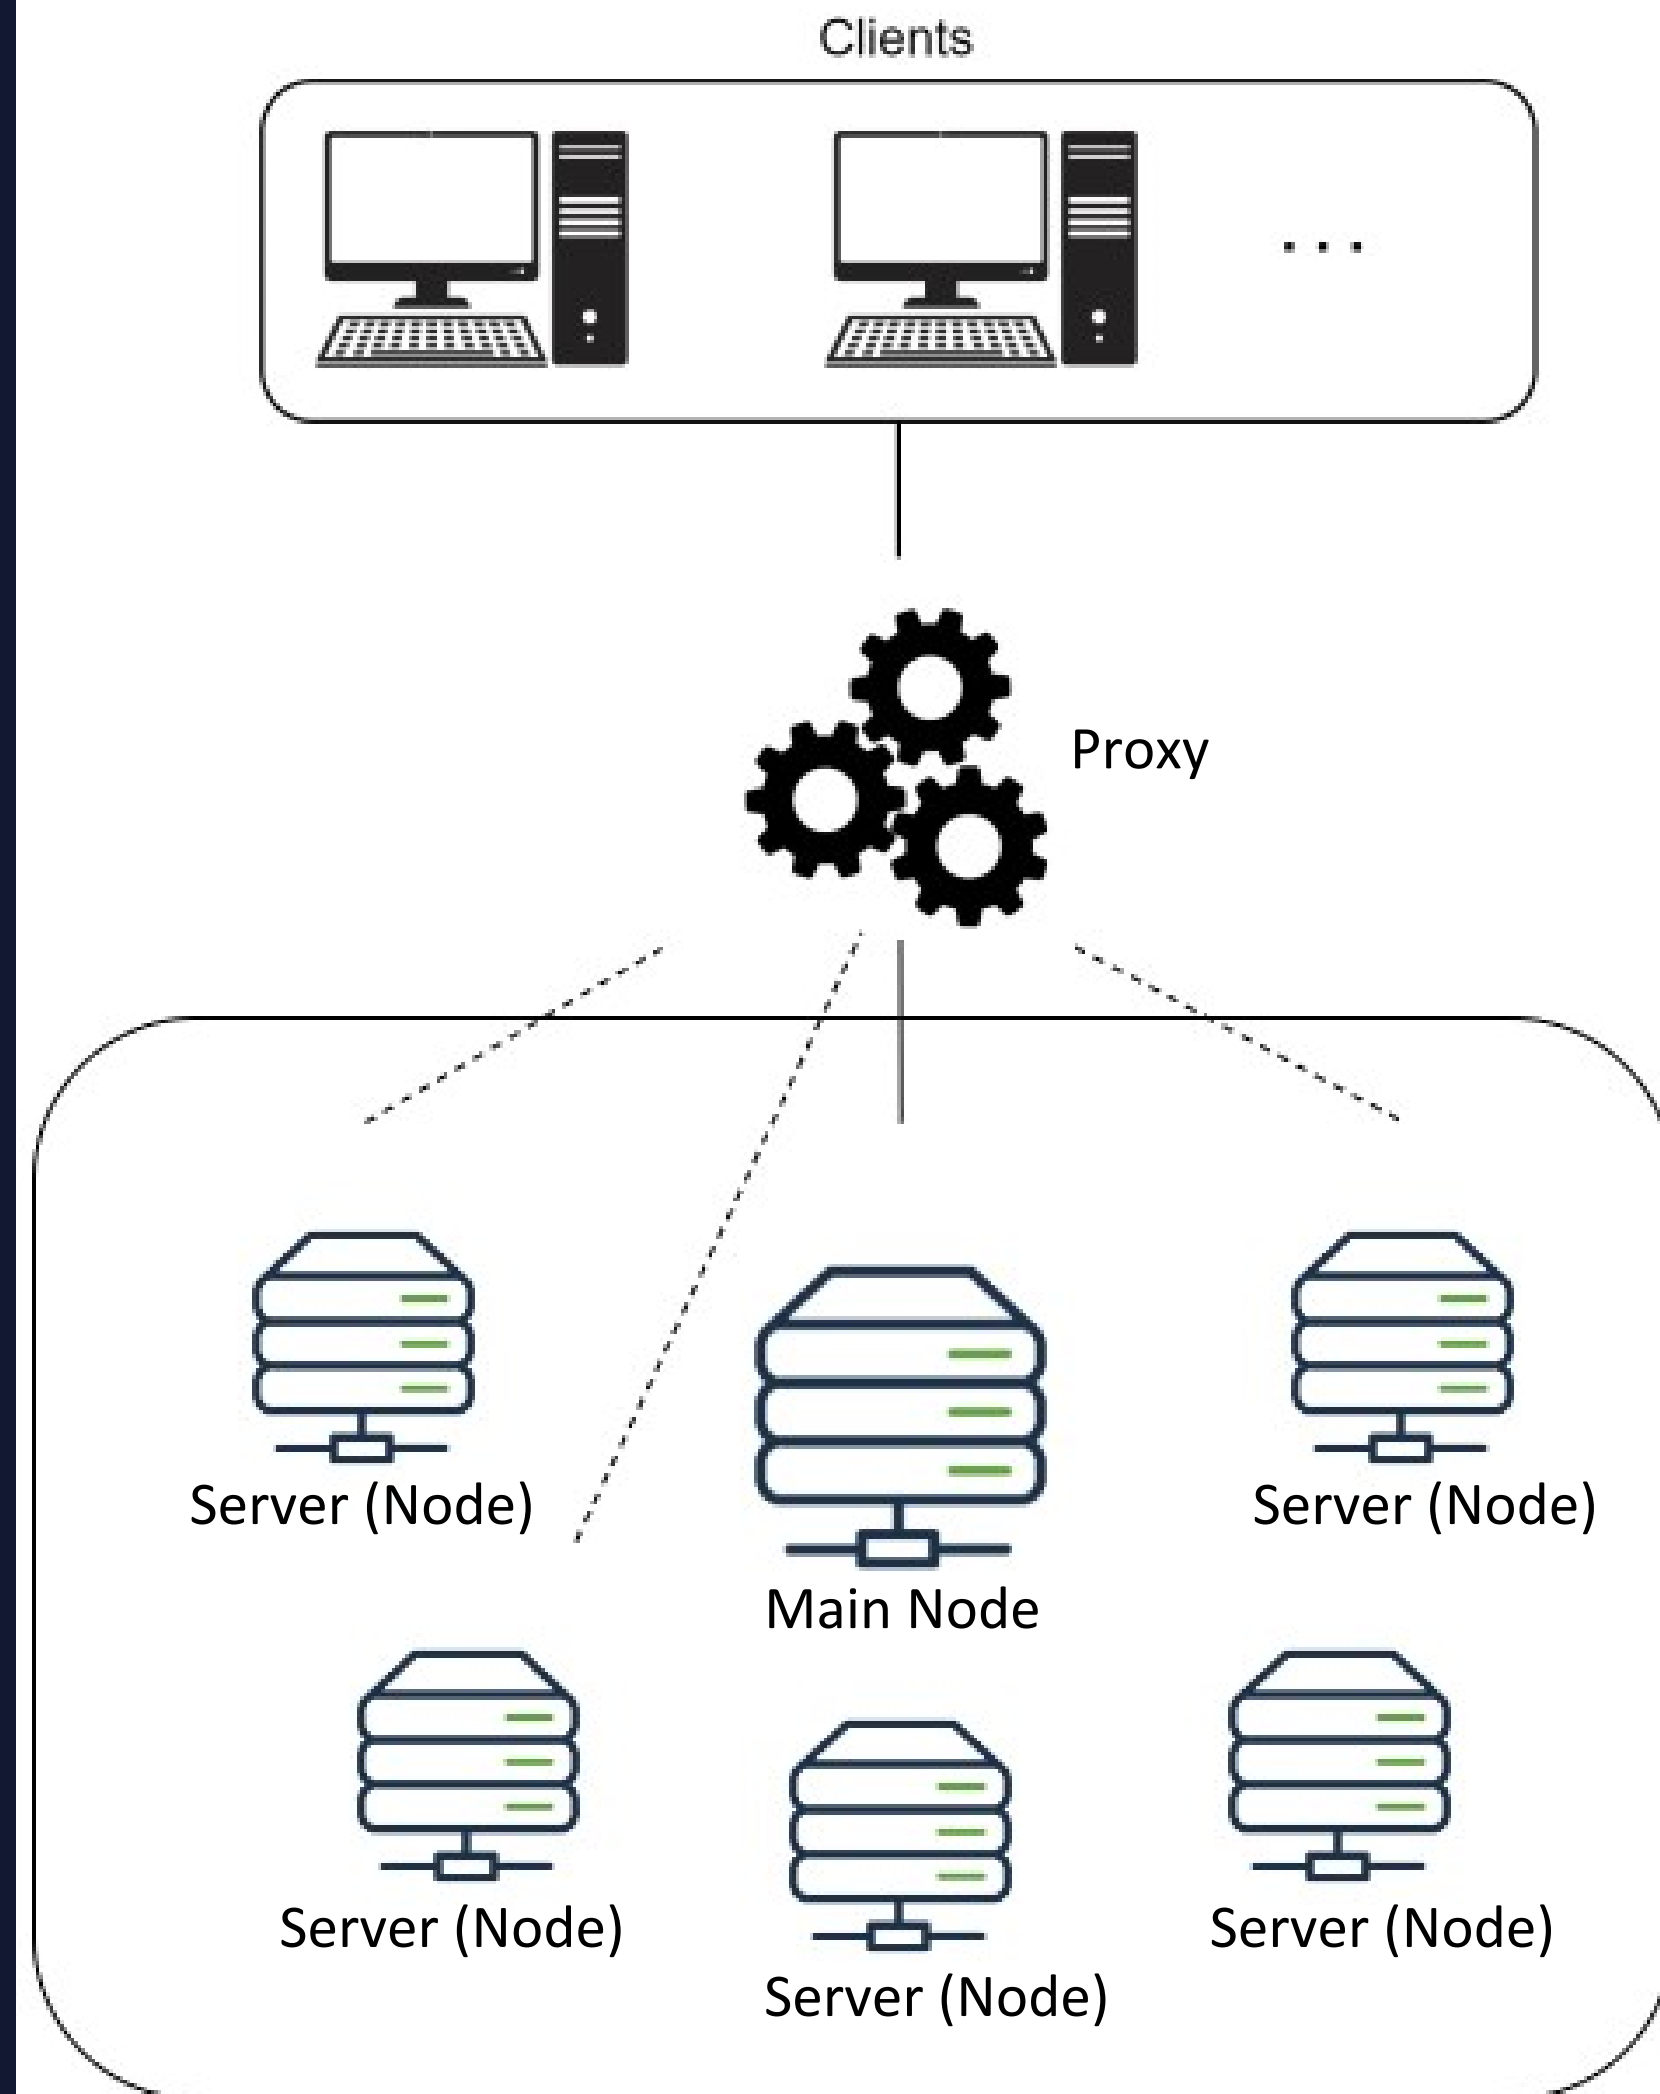 Clients
. . .
Proxy
Server (Node)
Main Node
Server (Node)
Server (Node)
Server (Node)
Server (Node)